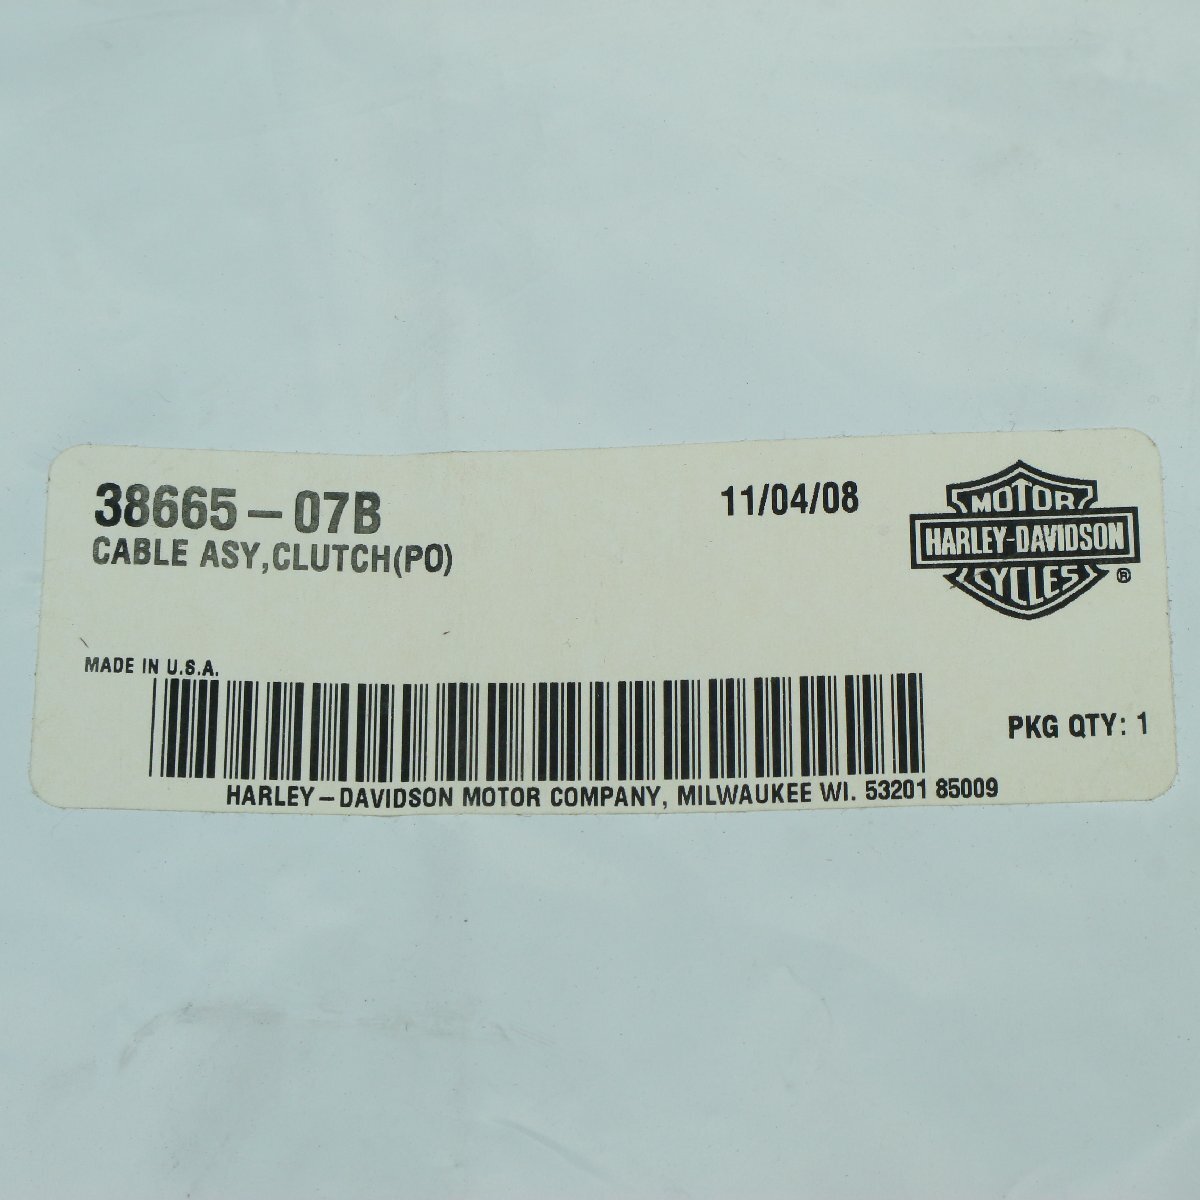 38665-07B
CABLE ASY,CLUTCH(PO)
11/04/08
MOTOR
HARLEY-DAVIDSON
CYCLES
®
MADE IN U.S.A.
PKG QTY: 1
HARLEY-DAVIDSON MOTOR COMPANY, MILWAUKEE WI. 53201 85009